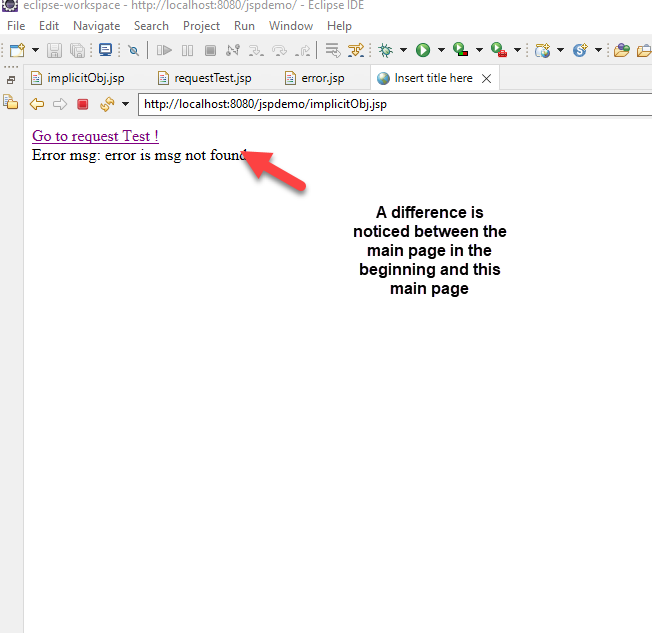 eclipse-workspace - http://localhost:8080/jspdemo/ - Eclipse IDE
File Edit Navigate Search Project Run Window Help
implicitObj.jsp requestTest.jsp error.jsp Insert title here
http://localhost:8080/jspdemo/implicitObj.jsp
Go to request Test !
Error msg: error is msg not found
A difference is
noticed between the
main page in the
beginning and this
main page